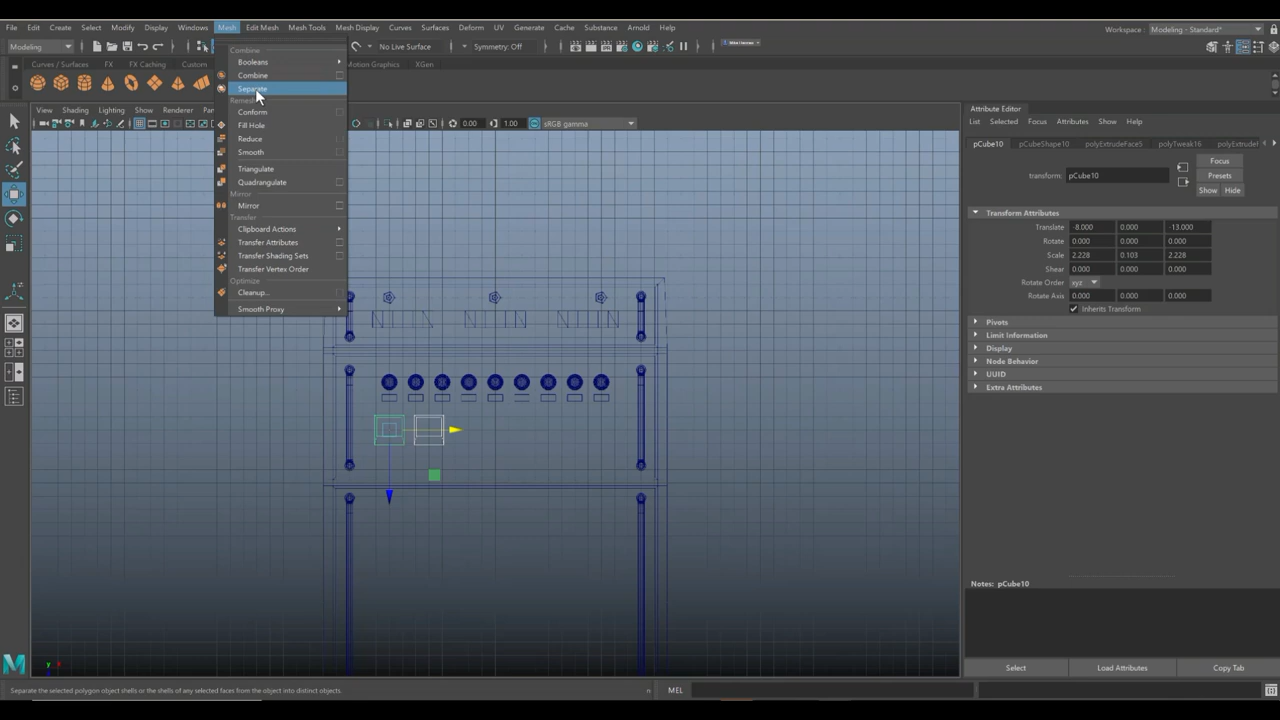 File Edit Create Select Modify Display Windows Mesh Edit Mesh Mesh Tools Mesh Display Curves Surfaces Deform UV Generate Cache Substance Arnold Help
Workspace : Modeling - Standard*
Modeling
No Live Surface
Symmetry: Off
Curves / Surfaces FX FX Caching Custom
Motion Graphics XGen
View Shading Lighting Show Renderer
0.00 1.00 sRGB gamma
Combine
Booleans
Combine
Separate
Conform
Fill Hole
Reduce
Smooth
Triangulate
Quadrangulate
Mirror
Mirror
Transfer
Clipboard Actions
Transfer Attributes
Transfer Shading Sets
Transfer Vertex Order
Optimize
Cleanup...
Smooth Proxy
Attribute Editor
List Selected Focus Attributes Show Help
pCube10 pCubeShape10 polyExtrudeFace5 polyTweak16
transform: pCube10
Focus
Presets
Show Hide
Transform Attributes
Translate -8.000 0.000 -13.000
Rotate 0.000 0.000 0.000
Scale 2.228 0.103 2.228
Shear 0.000 0.000 0.000
Rotate Order xyz
Rotate Axis 0.000 0.000 0.000
Inherits Transform
Pivots
Limit Information
Display
Node Behavior
UUID
Extra Attributes
Notes: pCube10
Select Load Attributes Copy Tab
y x
Separate the selected polygon object shells or the shells of any selected faces from the object into distinct objects.
MEL